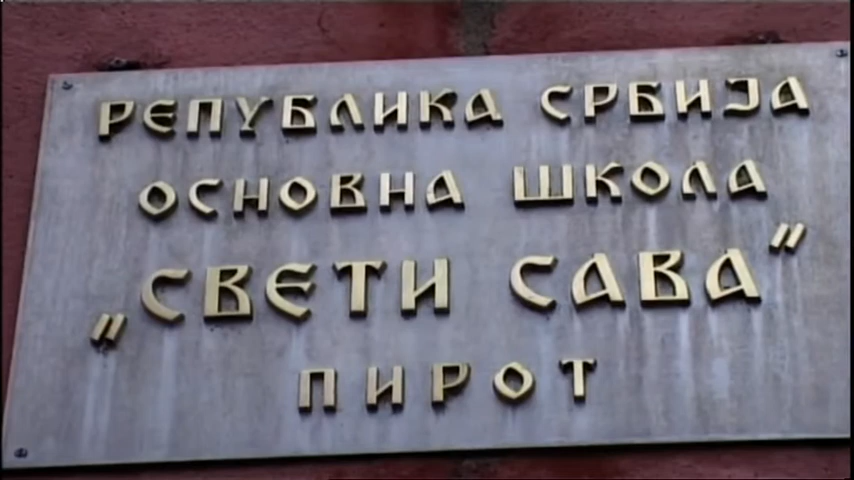 РЕПУБЛИКА СРБИЈА
ОСНОВНА ШКОЛА
„СВЕТИ САВА”
ПИРОТ